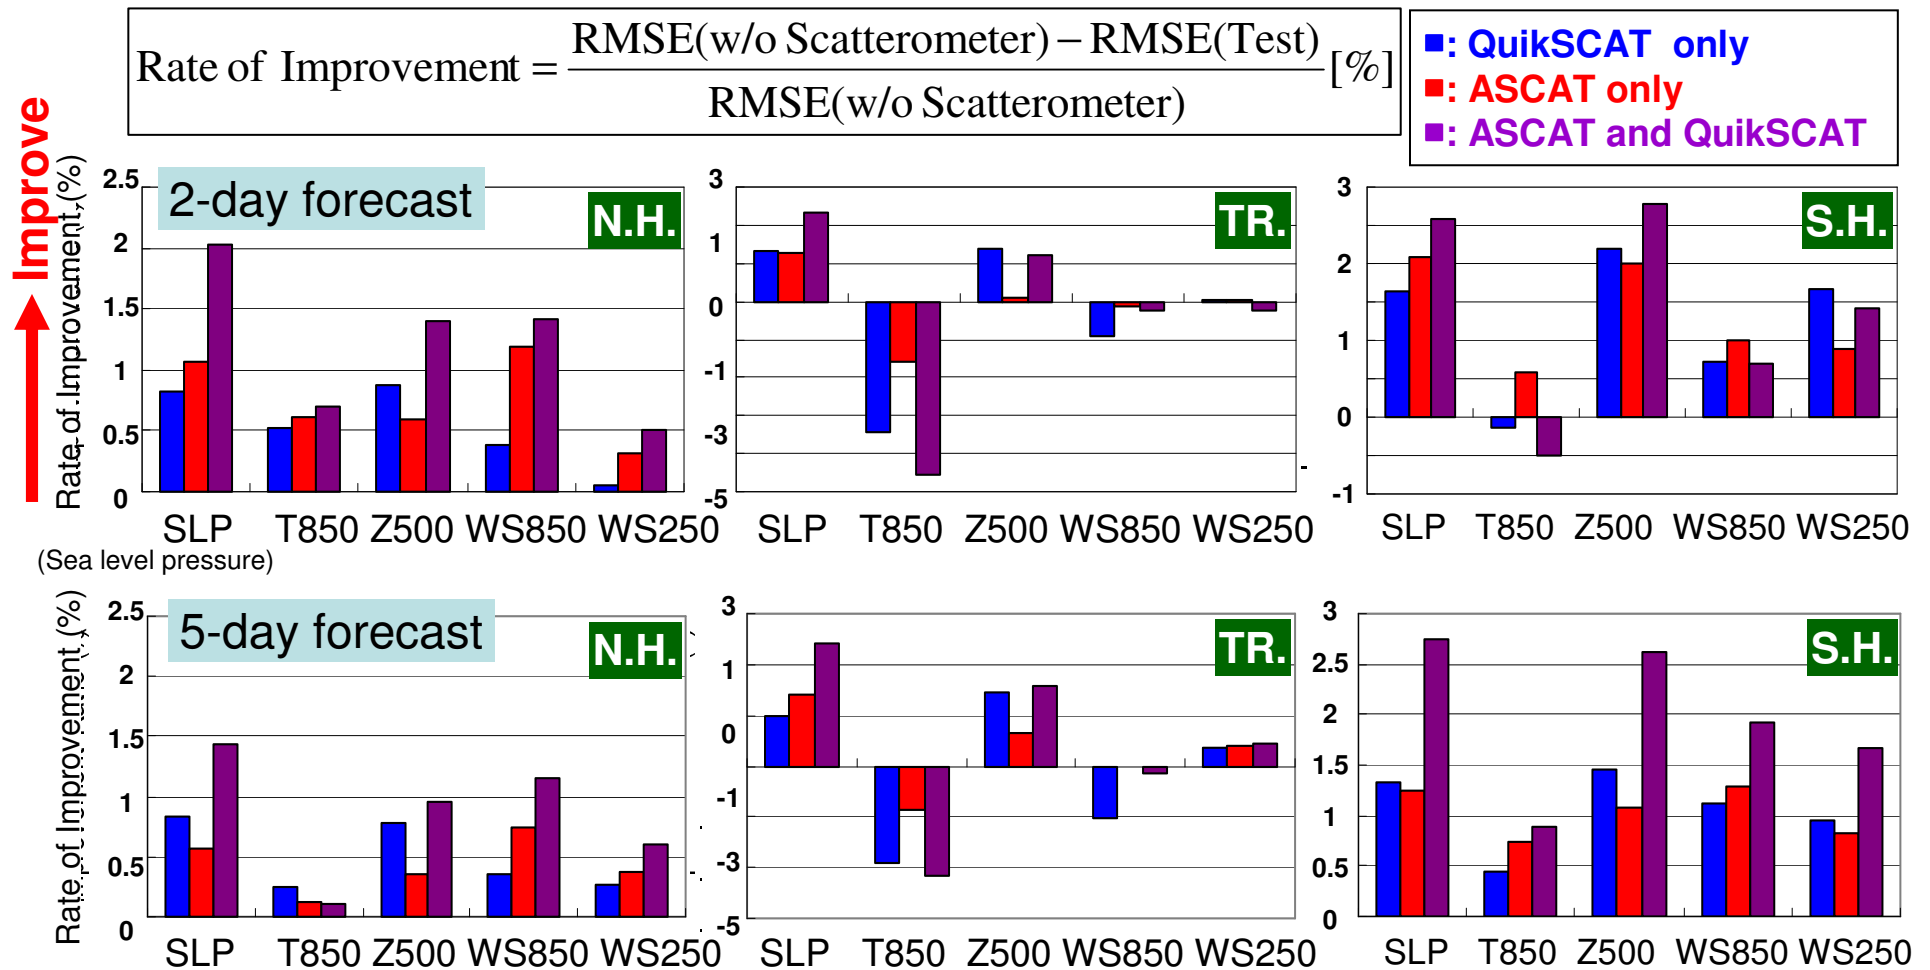 Rate of Improvement = RMSE(w/o Scatterometer) − RMSE(Test) / RMSE(w/o Scatterometer) [%]
■: QuikSCAT only
■: ASCAT only
■: ASCAT and QuikSCAT
Improve
Rate of Improvement (%)
2-day forecast
N.H.
2.5
2
1.5
1
0.5
0
SLP T850 Z500 WS850 WS250
(Sea level pressure)
TR.
3
1
0
-1
-3
-5
SLP T850 Z500 WS850 WS250
S.H.
3
2
1
0
-1
SLP T850 Z500 WS850 WS250
Rate of Improvement (%)
5-day forecast
N.H.
2.5
2
1.5
1
0.5
0
SLP T850 Z500 WS850 WS250
TR.
3
1
0
-1
-3
-5
SLP T850 Z500 WS850 WS250
S.H.
3
2.5
2
1.5
1
0.5
0
SLP T850 Z500 WS850 WS250